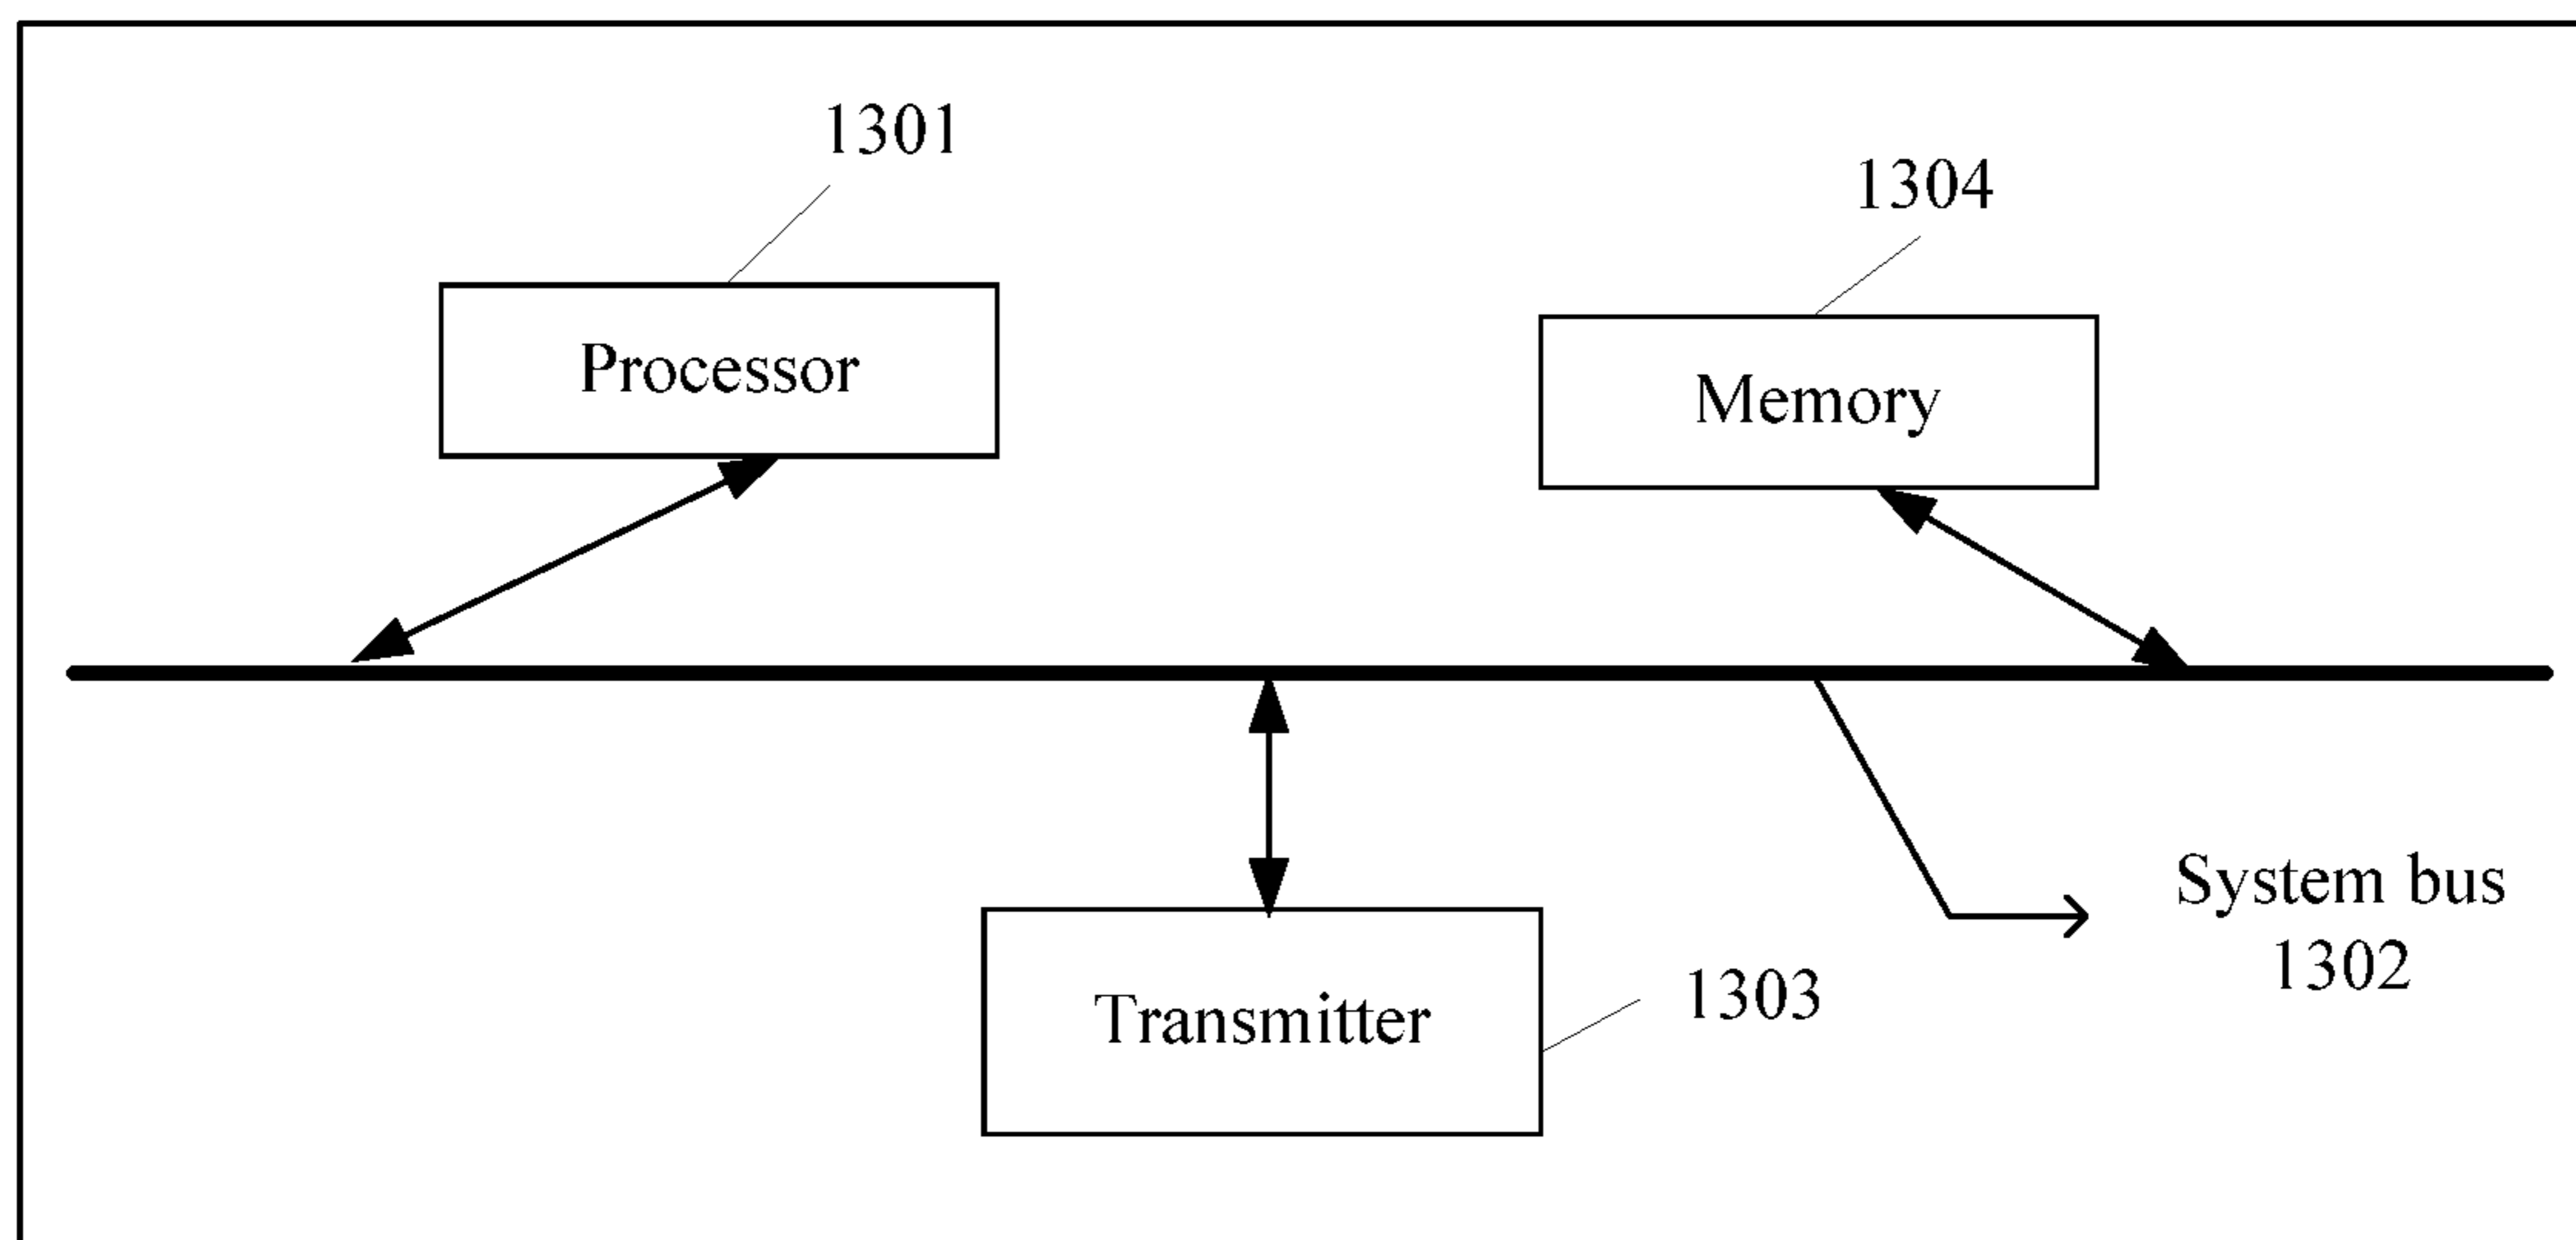 1301
1304
Processor
Memory
System bus
1302
1303
Transmitter